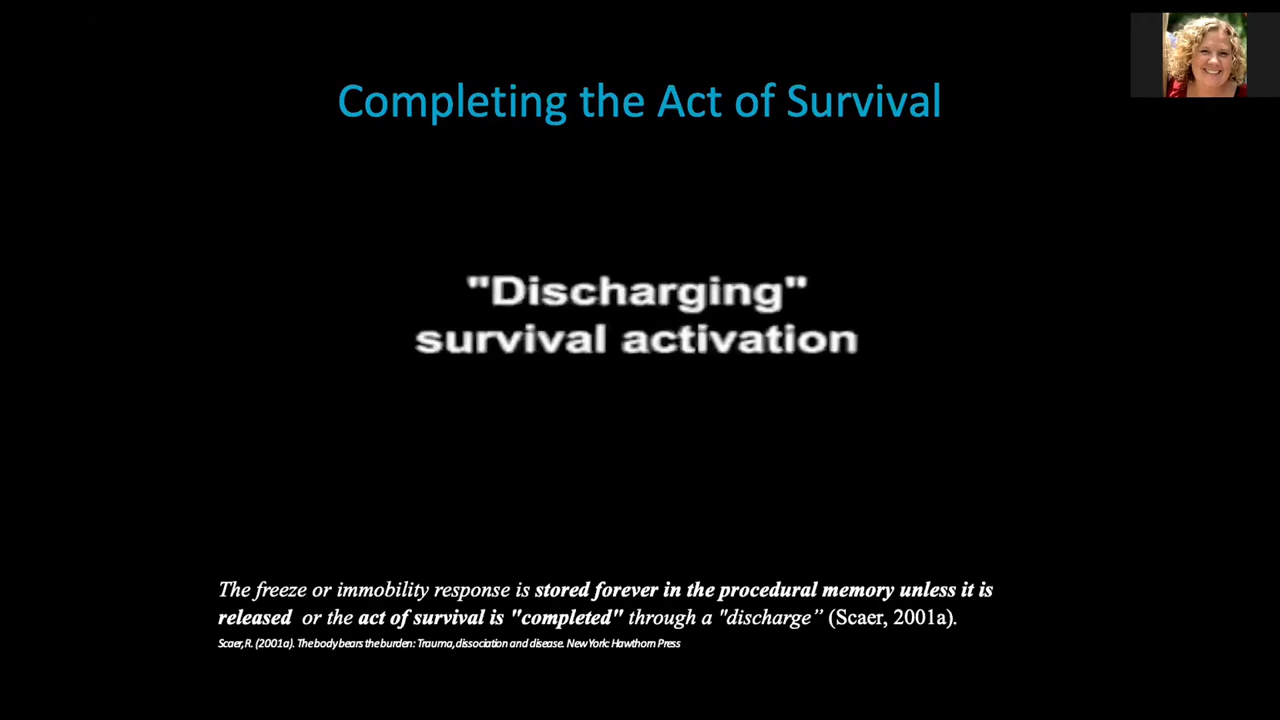 Completing the Act of Survival
"Discharging"
survival activation
The freeze or immobility response is stored forever in the procedural memory unless it is
released or the act of survival is "completed" through a "discharge” (Scaer, 2001a).
Scaer, R. (2001a). The body bears the burden: Trauma, dissociation and disease. New York: Hawthorn Press